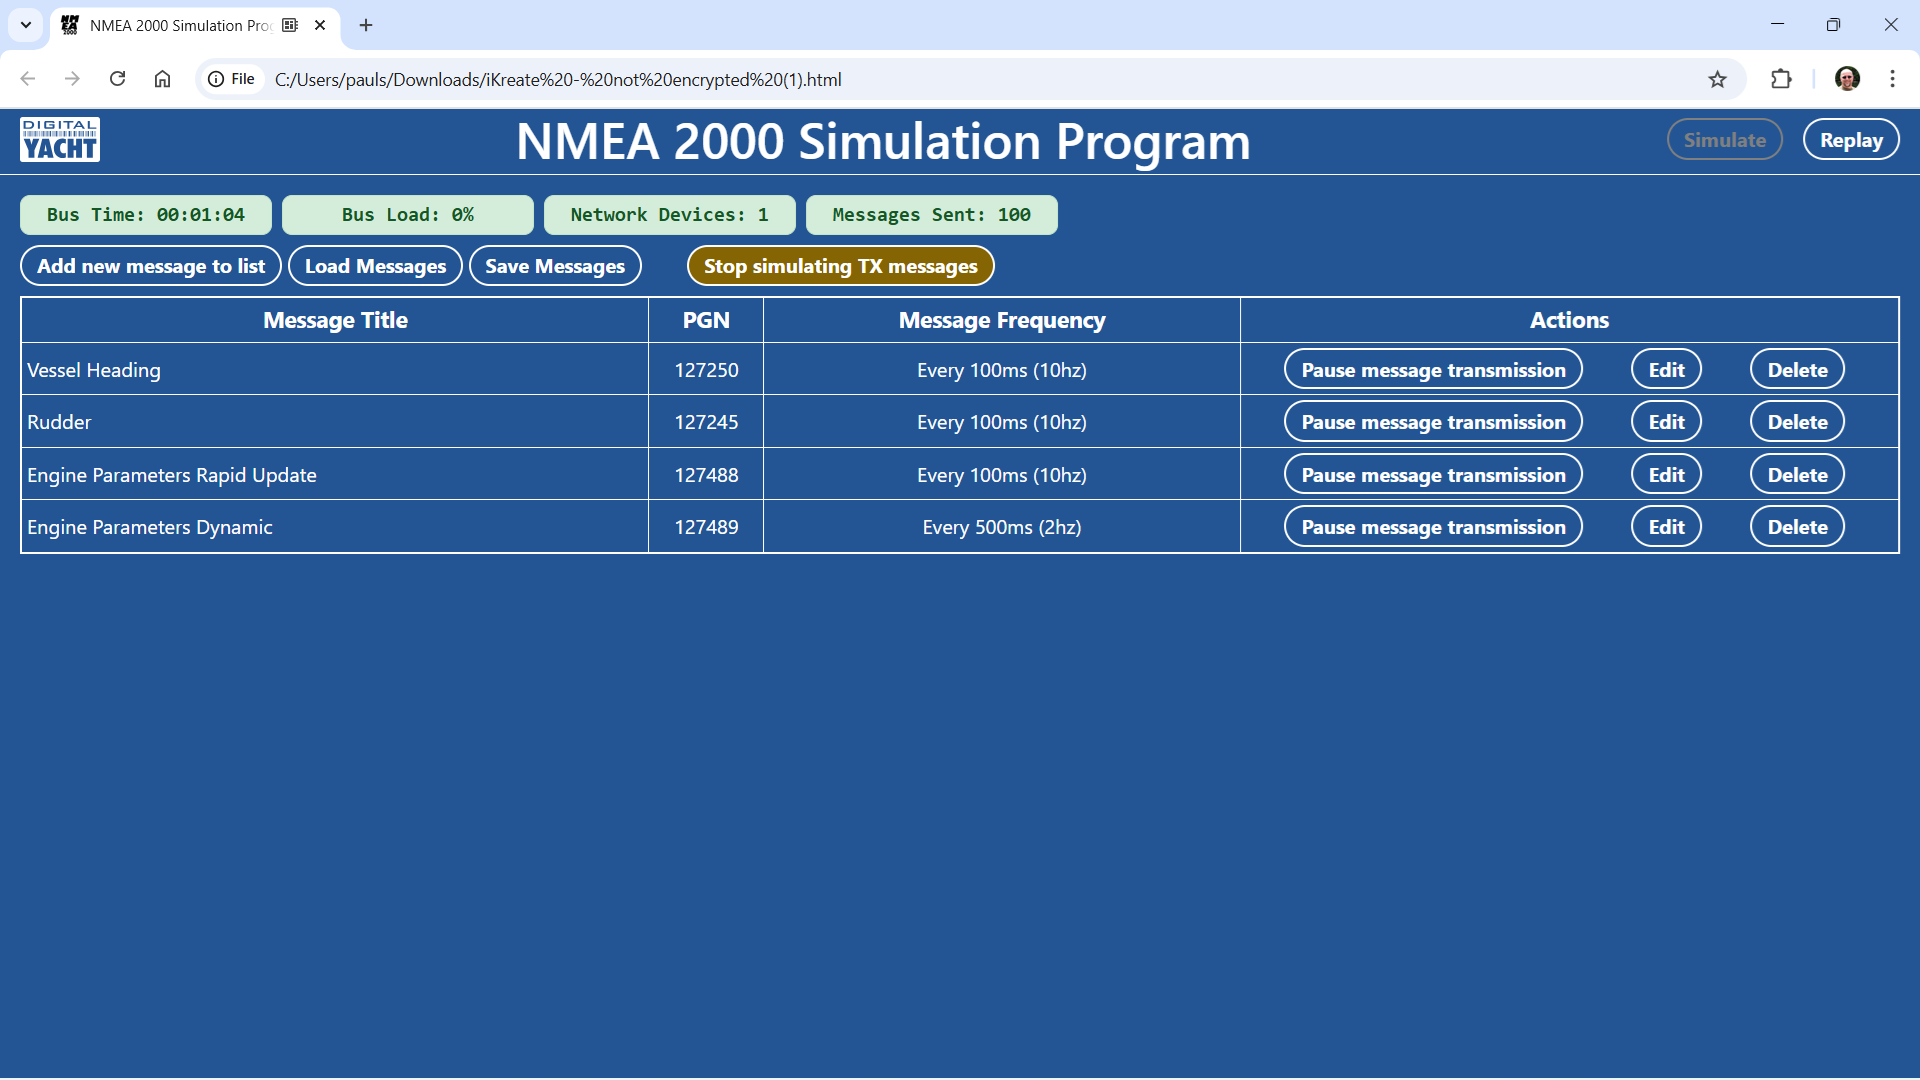 NMEA 2000 Simulation Prog
File C:/Users/pauls/Downloads/iKreate%20-%20not%20encrypted%20(1).html
DIGITAL
YACHT
NMEA 2000 Simulation Program
Simulate Replay
Bus Time: 00:01:04 Bus Load: 0% Network Devices: 1 Messages Sent: 100
Add new message to list Load Messages Save Messages Stop simulating TX messages
Message Title PGN Message Frequency Actions
Vessel Heading 127250 Every 100ms (10hz) Pause message transmission Edit Delete
Rudder 127245 Every 100ms (10hz) Pause message transmission Edit Delete
Engine Parameters Rapid Update 127488 Every 100ms (10hz) Pause message transmission Edit Delete
Engine Parameters Dynamic 127489 Every 500ms (2hz) Pause message transmission Edit Delete